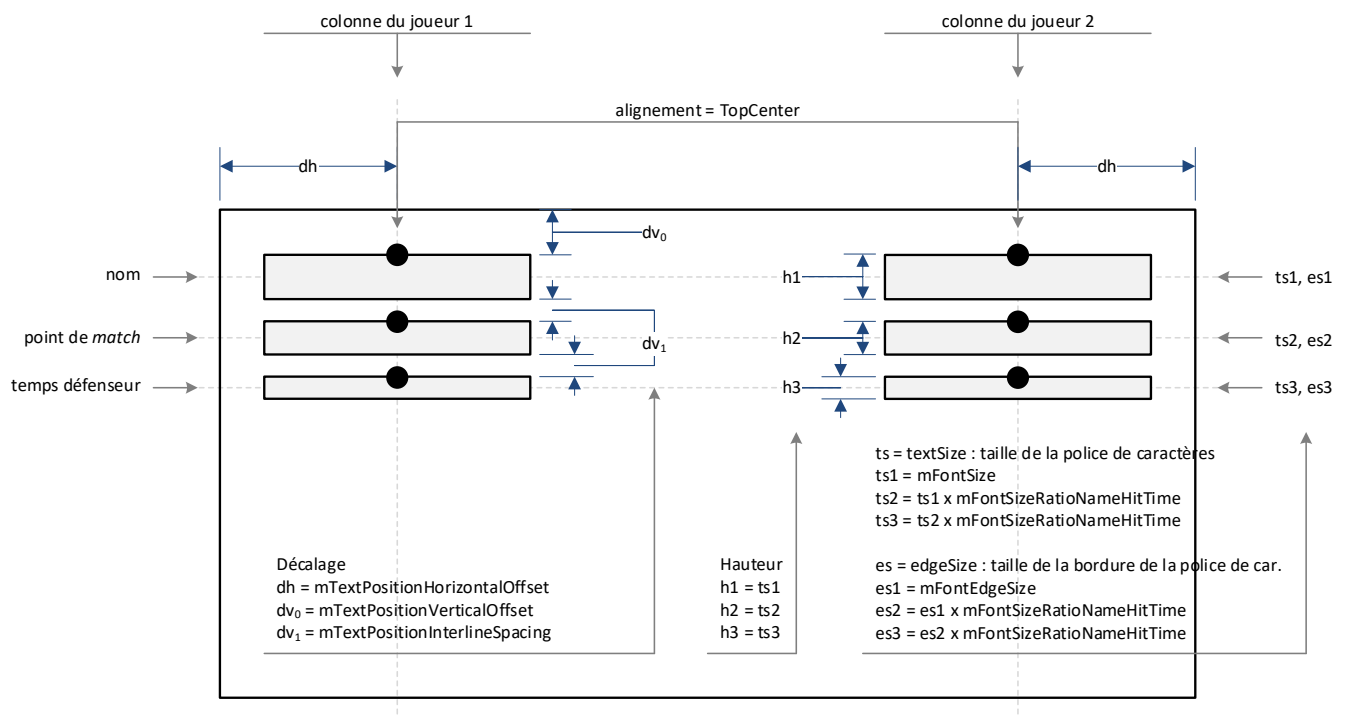 colonne du joueur 1
colonne du joueur 2
alignement = TopCenter
dh
dh
dv₀
nom
h1
ts1, es1
point de match
dv₁
h2
ts2, es2
temps défenseur
h3
ts3, es3
ts = textSize : taille de la police de caractères
ts1 = mFontSize
ts2 = ts1 x mFontSizeRatioNameHitTime
ts3 = ts2 x mFontSizeRatioNameHitTime
Décalage
dh = mTextPositionHorizontalOffset
dv₀ = mTextPositionVerticalOffset
dv₁ = mTextPositionInterlineSpacing
Hauteur
h1 = ts1
h2 = ts2
h3 = ts3
es = edgeSize : taille de la bordure de la police de car.
es1 = mFontEdgeSize
es2 = es1 x mFontSizeRatioNameHitTime
es3 = es2 x mFontSizeRatioNameHitTime